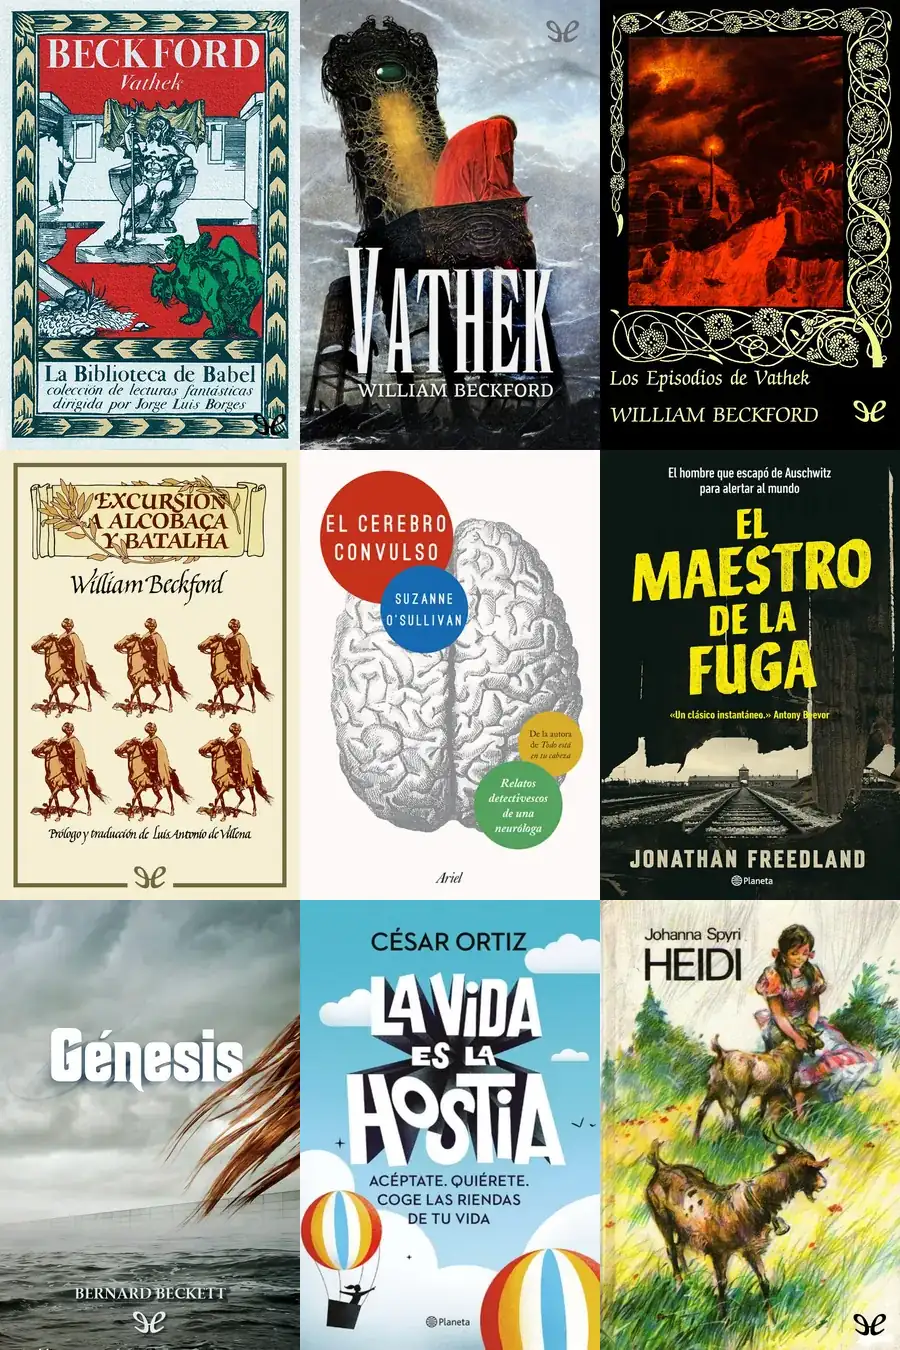 BECKFORD
Vathek
La Biblioteca de Babel
colección de lecturas fantásticas
dirigida por Jorge Luis Borges
VATHEK
WILLIAM BECKFORD
Los Episodios de Vathek
WILLIAM BECKFORD
EXCURSIÓN
A ALCOBAÇA
Y BATALHA
William Beckford
Prólogo y traducción de Luis Antonio de Villena
EL CEREBRO
CONVULSO
SUZANNE
O'SULLIVAN
De la autora
de Todo está
en tu cabeza
Relatos
detectivescos
de una
neuróloga
Ariel
El hombre que escapó de Auschwitz
para alertar al mundo
EL
MAESTRO
DE LA
FUGA
«Un clásico instantáneo.» Antony Beevor
JONATHAN FREEDLAND
Planeta
Génesis
BERNARD BECKETT
CÉSAR ORTIZ
LA ViDA
ES LA
HOSTiA
ACÉPTATE. QUIÉRETE.
COGE LAS RIENDAS
DE TU VIDA
Planeta
Johanna Spyri
HEIDI